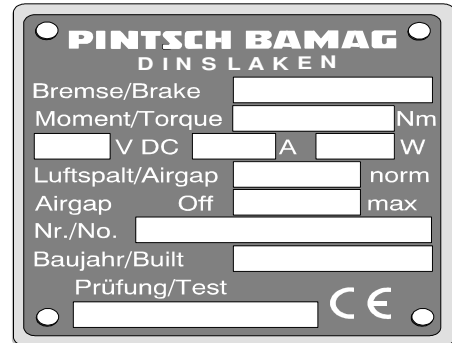 PINTSCH BAMAG
DINSLAKEN
Bremse/Brake
Moment/Torque Nm
V DC A W
Luftspalt/Airgap norm
Airgap Off max
Nr./No.
Baujahr/Built
Prüfung/Test
CE